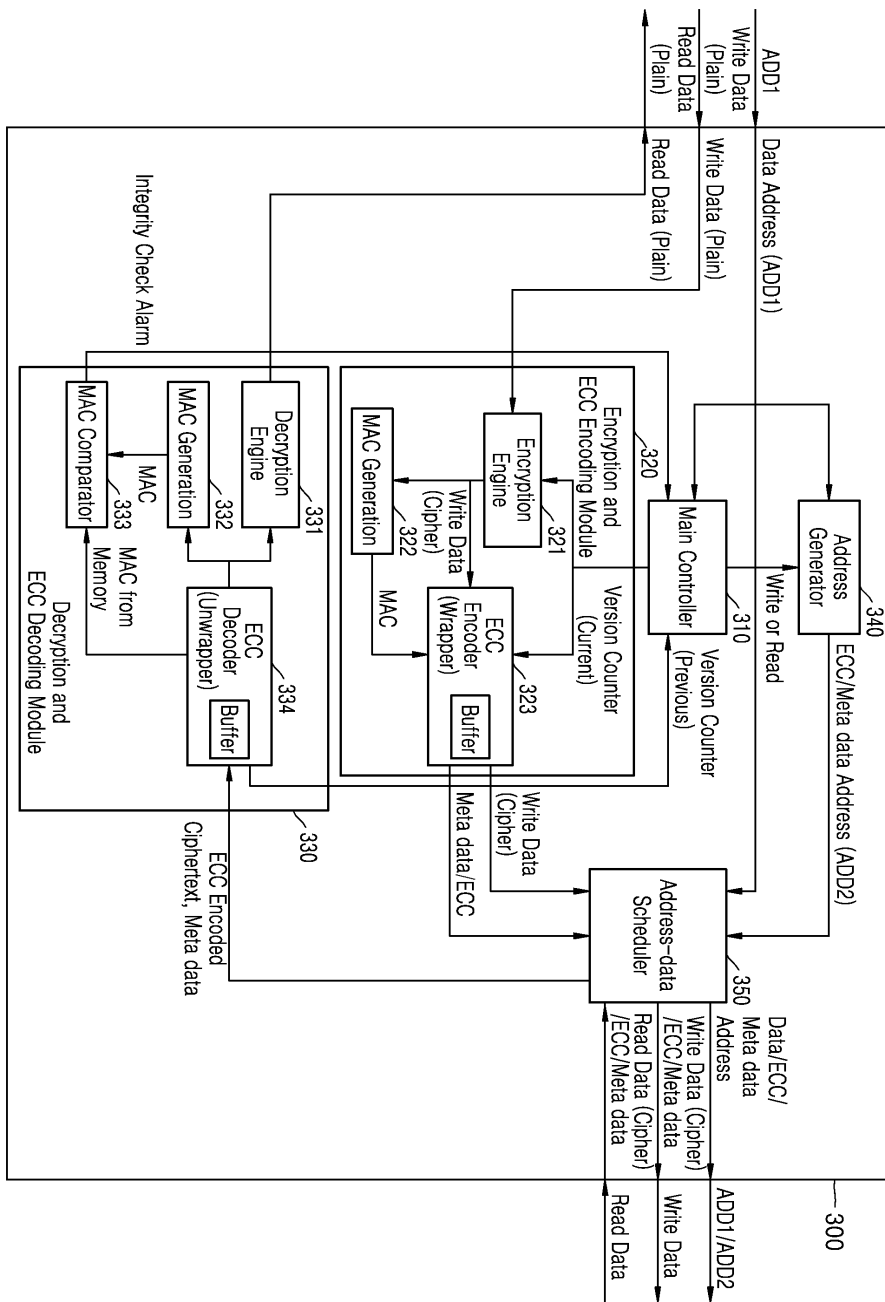 300
ADD1
Write Data
(Plain)
Read Data
(Plain)
Data Address (ADD1)
Write Data (Plain)
Read Data (Plain)
Address
Generator
340
ECC/Meta data Address (ADD2)
Main Controller
310
Write or Read
Version Counter
(Previous)
Version Counter
(Current)
Encryption and
ECC Encoding Module
320
Encryption
Engine
321
Write Data
(Cipher)
MAC Generation
322
MAC
ECC
Encoder
(Wrapper)
323
Buffer
Write Data
(Cipher)
Meta data/ECC
Address-data
Scheduler
350
Data/ECC/
Meta data
Address
Write Data (Cipher)
/ECC/Meta data
Read Data (Cipher)
/ECC/Meta data
ADD1/ADD2
Write Data
Read Data
Integrity Check Alarm
Decryption
Engine
331
MAC Generation
332
MAC
MAC Comparator
333
MAC from
Memory
ECC
Decoder
(Unwrapper)
334
Buffer
Decryption and
ECC Decoding Module
330
ECC Encoded
Ciphertext, Meta data